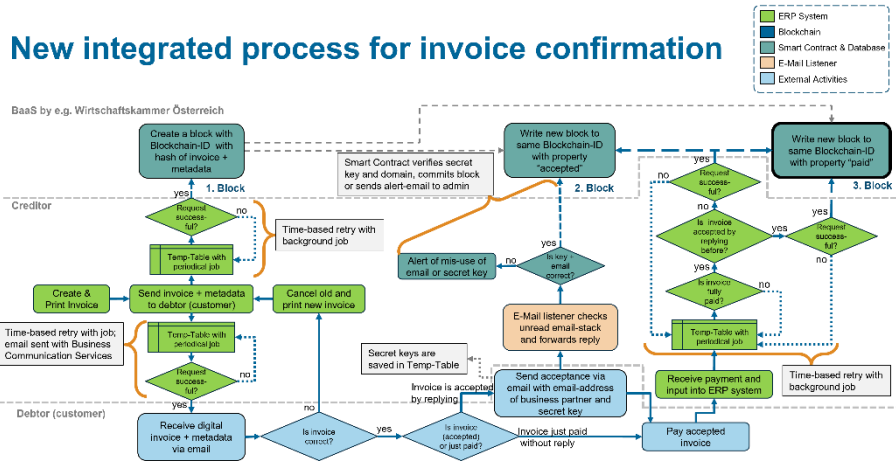 New integrated process for invoice confirmation
ERP System
Blockchain
Smart Contract & Database
E-Mail Listener
External Activities
BaaS by e.g. Wirtschaftskammer Österreich
Create a block with
Blockchain-ID with
hash of invoice +
metadata
Write new block to
same Blockchain-ID
with property
"accepted"
Write new block to
same Blockchain-ID
with property "paid"
Smart Contract verifies secret
key and domain, commits block
or sends alert-email to admin
yes
1. Block
2. Block
3. Block
Creditor
Request
success-
ful?
no
Time-based retry with
background job
Temp-Table with
periodical job
yes
Request
success-
ful?
no
Is invoice
accepted by
replying
before?
no
yes
yes
Request
success-
ful?
no
Alert of mis-use of
email or secret key
no
yes
Is key +
email
correct?
yes
Is invoice
fully
paid?
no
Create &
Print Invoice
Send invoice + metadata
to debtor (customer)
Cancel old and
print new invoice
E-Mail listener checks
unread email-stack
and forwards reply
Temp-Table with
periodical job
Time-based retry with job;
email sent with Business
Communication Services
Temp-Table with
periodical job
Request
success-
ful?
no
yes
Secret keys are
saved in Temp-Table
Send acceptance via
email with email-address
of business partner and
secret key
Receive payment and
input into ERP system
Time-based retry with
background job
Debtor (customer)
no
Invoice is accepted
by replying
Receive digital
invoice + metadata
via email
Is invoice
correct?
yes
Is invoice
(accepted)
or just paid?
Invoice just paid
without reply
Pay accepted
invoice